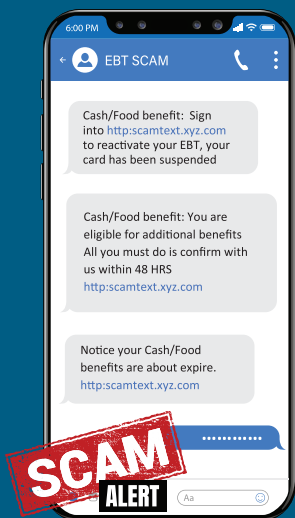 6:00 PM
EBT SCAM
Cash/Food benefit: Sign
into http:scamtext.xyz.com
to reactivate your EBT, your
card has been suspended
Cash/Food benefit: You are
eligible for additional benefits
All you must do is confirm with
us within 48 HRS
http:scamtext.xyz.com
Notice your Cash/Food
benefits are about expire.
http:scamtext.xyz.com
SCAM
ALERT
Aa